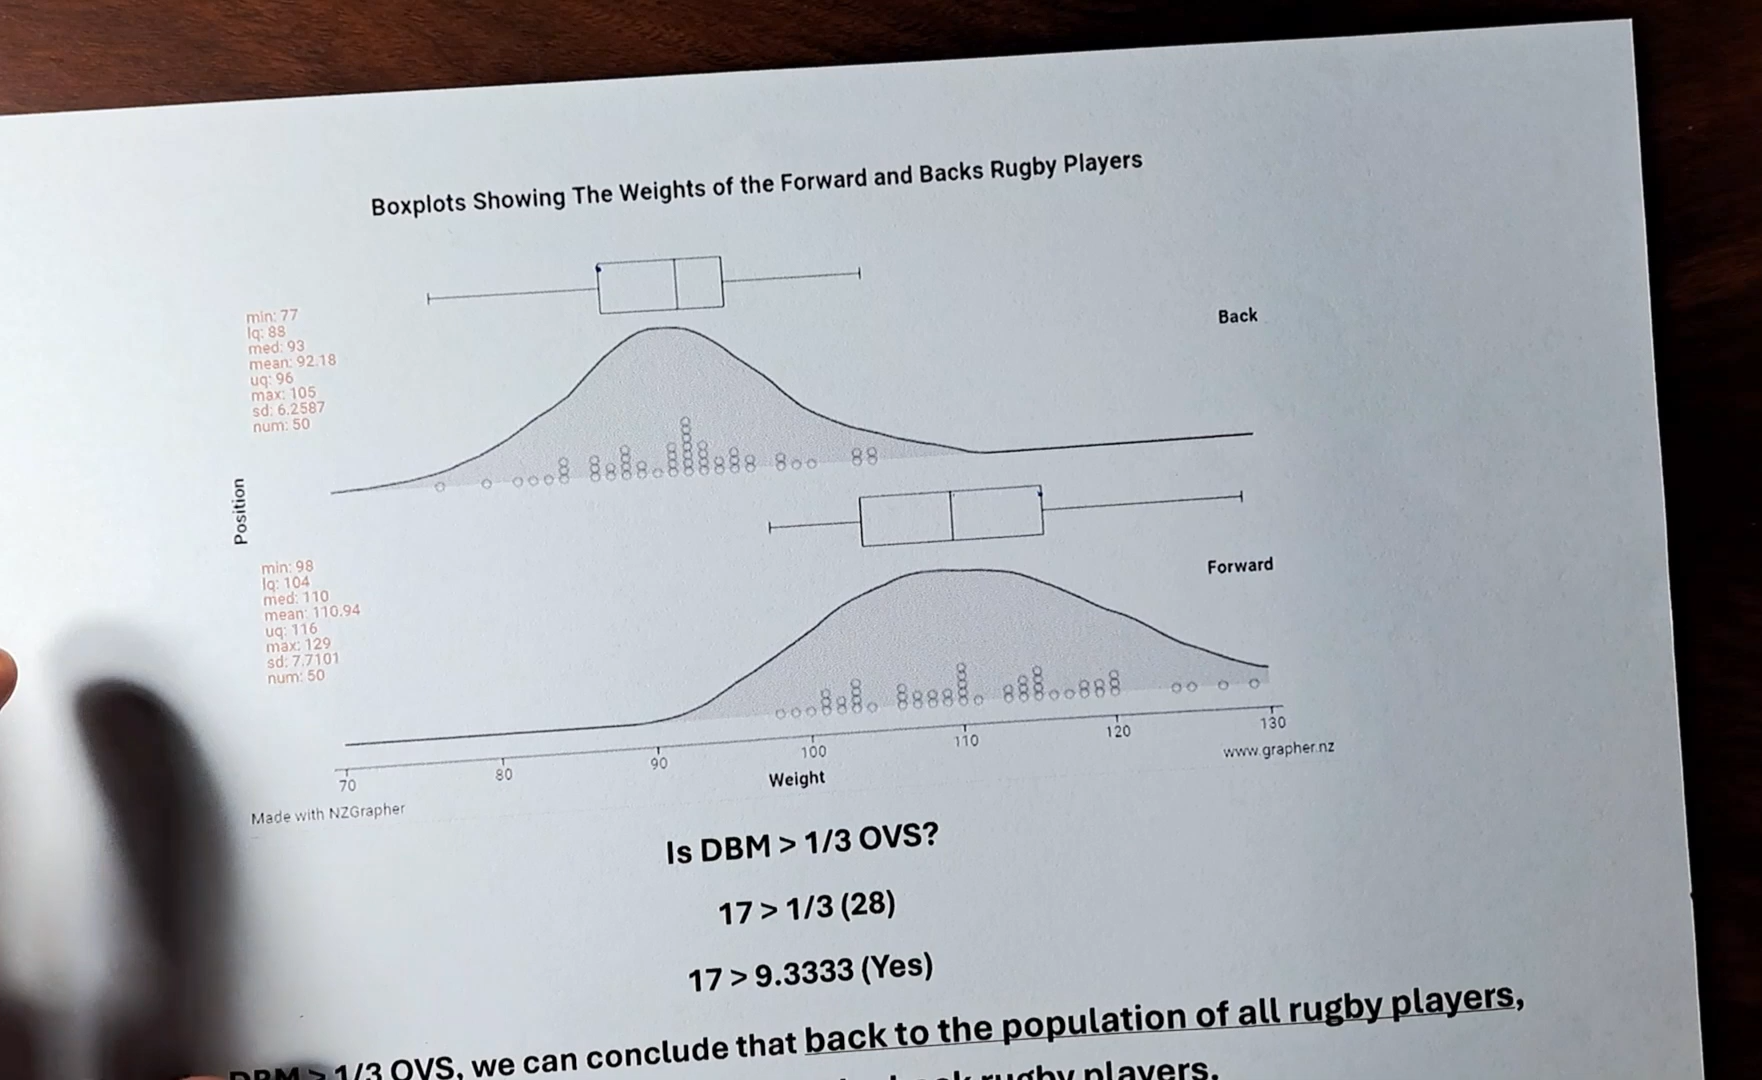 Boxplots Showing The Weights of the Forward and Backs Rugby Players
min: 77
lq: 88
med: 93
mean: 92.18
uq: 96
max: 105
sd: 6.2587
num: 50
Back
Position
min: 98
lq: 104
med: 110
mean: 110.94
uq: 116
max: 129
sd: 7.7101
num: 50
Forward
70 80 90 100 110 120 130
Weight
www.grapher.nz
Made with NZGrapher
Is DBM > 1/3 OVS?
17 > 1/3 (28)
17 > 9.3333 (Yes)
DBM > 1/3 OVS, we can conclude that back to the population of all rugby players,
rugby players.